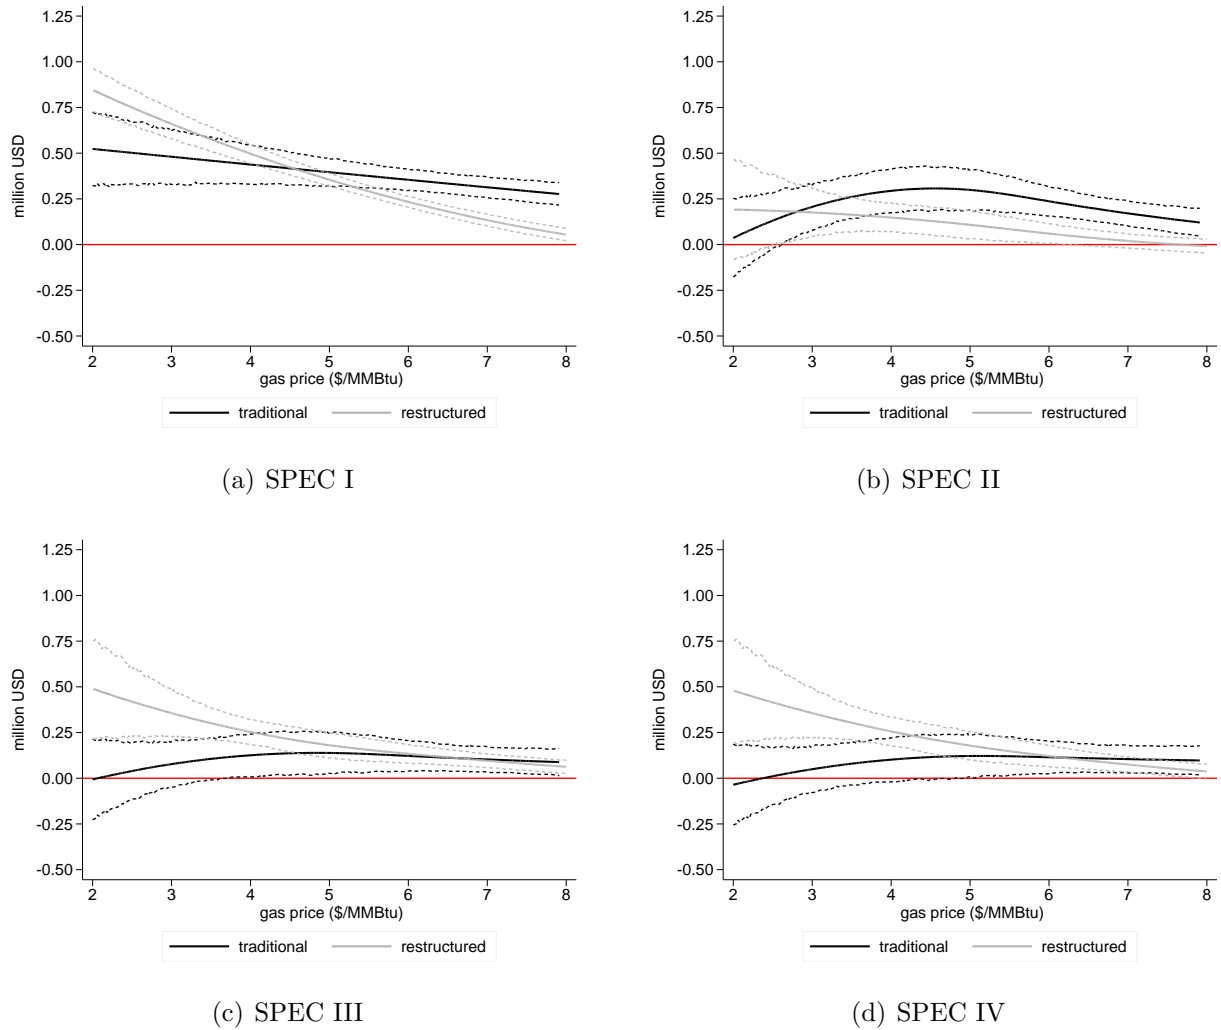 1.25
1.00
0.75
0.50
0.25
0.00
-0.25
-0.50
million USD
2 3 4 5 6 7 8
gas price ($/MMBtu)
traditional restructured
(a) SPEC I
1.25
1.00
0.75
0.50
0.25
0.00
-0.25
-0.50
million USD
2 3 4 5 6 7 8
gas price ($/MMBtu)
traditional restructured
(b) SPEC II
1.25
1.00
0.75
0.50
0.25
0.00
-0.25
-0.50
million USD
2 3 4 5 6 7 8
gas price ($/MMBtu)
traditional restructured
(c) SPEC III
1.25
1.00
0.75
0.50
0.25
0.00
-0.25
-0.50
million USD
2 3 4 5 6 7 8
gas price ($/MMBtu)
traditional restructured
(d) SPEC IV